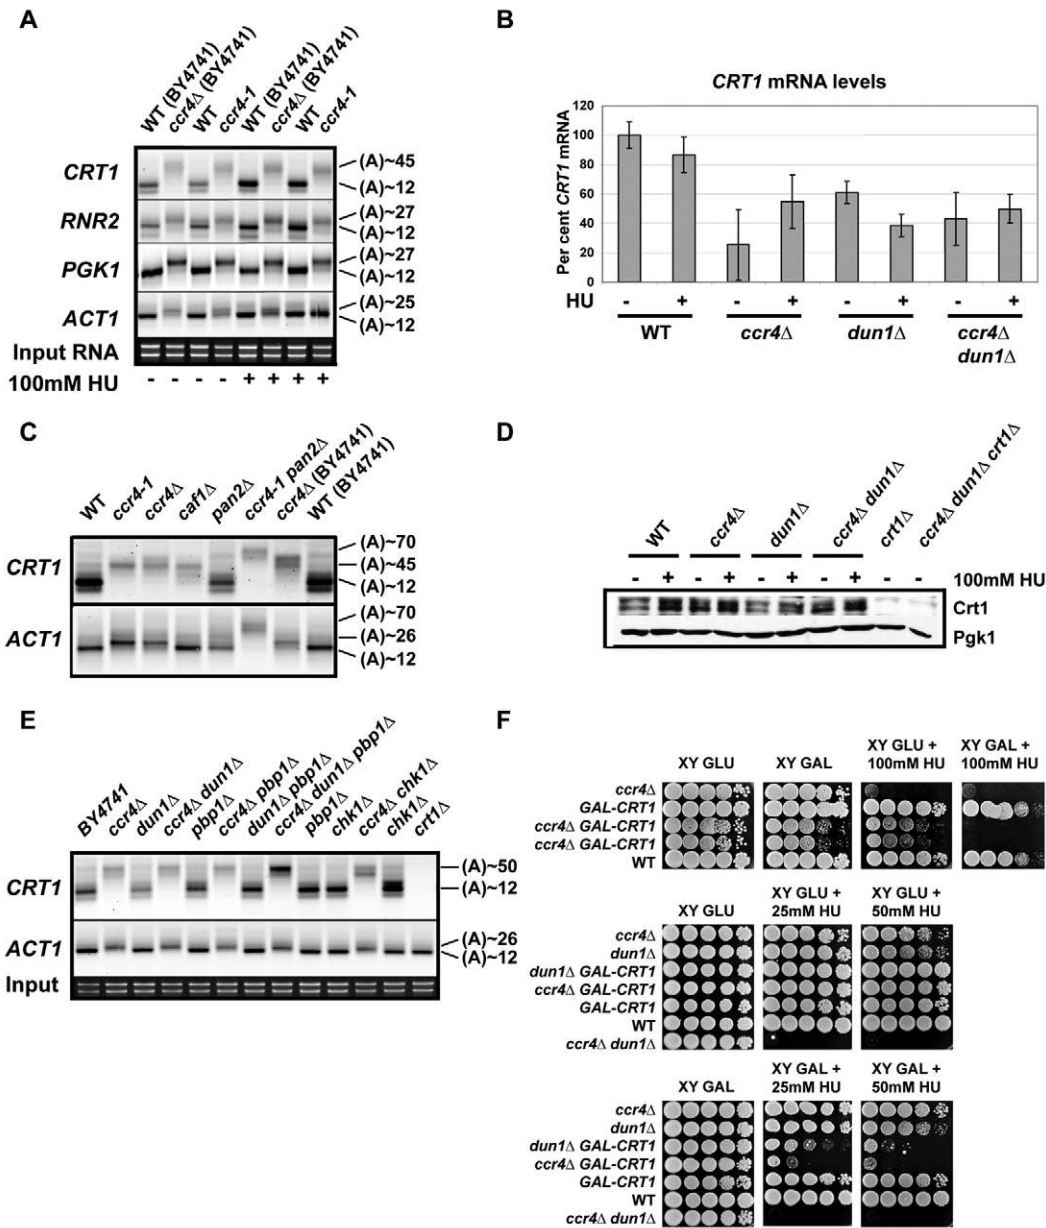 A
WT (BY4741)
ccr4Δ (BY4741)
WT
ccr4-1
WT (BY4741)
ccr4Δ (BY4741)
WT
ccr4-1
CRT1
(A)~45
(A)~12
RNR2
(A)~27
(A)~12
PGK1
(A)~27
(A)~12
ACT1
(A)~25
(A)~12
Input RNA
100mM HU - - - - + + + +
B
CRT1 mRNA levels
Per cent CRT1 mRNA
120
100
80
60
40
20
0
HU - + - + - + - +
WT ccr4Δ dun1Δ ccr4Δ
dun1Δ
C
WT
ccr4-1
ccr4Δ
caf1Δ
pan2Δ
ccr4-1 pan2Δ
ccr4Δ (BY4741)
WT (BY4741)
CRT1
(A)~70
(A)~45
(A)~12
ACT1
(A)~70
(A)~26
(A)~12
D
WT
ccr4Δ
dun1Δ
ccr4Δ dun1Δ
crt1Δ
ccr4Δ dun1Δ crt1Δ
- + - + - + - + - - 100mM HU
Crt1
Pgk1
E
BY4741
ccr4Δ
dun1Δ
ccr4Δ dun1Δ
pbp1Δ
ccr4Δ pbp1Δ
dun1Δ pbp1Δ
ccr4Δ dun1Δ pbp1Δ
pbp1Δ
chk1Δ
ccr4Δ chk1Δ
chk1Δ
crt1Δ
CRT1
(A)~50
(A)~12
ACT1
(A)~26
(A)~12
Input
F
XY GLU XY GAL XY GLU + XY GAL +
100mM HU 100mM HU
ccr4Δ
GAL-CRT1
ccr4Δ GAL-CRT1
ccr4Δ GAL-CRT1
WT
XY GLU XY GLU + XY GLU +
25mM HU 50mM HU
ccr4Δ
dun1Δ
dun1Δ GAL-CRT1
ccr4Δ GAL-CRT1
GAL-CRT1
WT
ccr4Δ dun1Δ
XY GAL XY GAL + XY GAL +
25mM HU 50mM HU
ccr4Δ
dun1Δ
dun1Δ GAL-CRT1
ccr4Δ GAL-CRT1
GAL-CRT1
WT
ccr4Δ dun1Δ